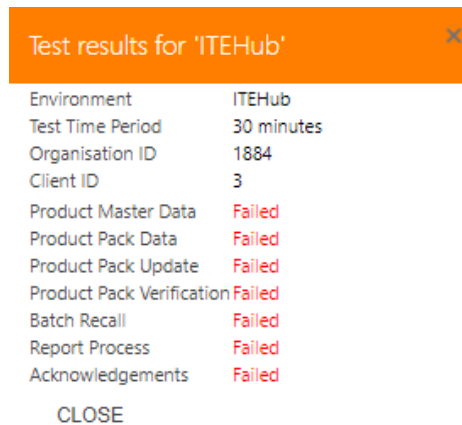 Test results for 'ITEHub'
×
Environment ITEHub
Test Time Period 30 minutes
Organisation ID 1884
Client ID 3
Product Master Data Failed
Product Pack Data Failed
Product Pack Update Failed
Product Pack Verification Failed
Batch Recall Failed
Report Process Failed
Acknowledgements Failed
CLOSE